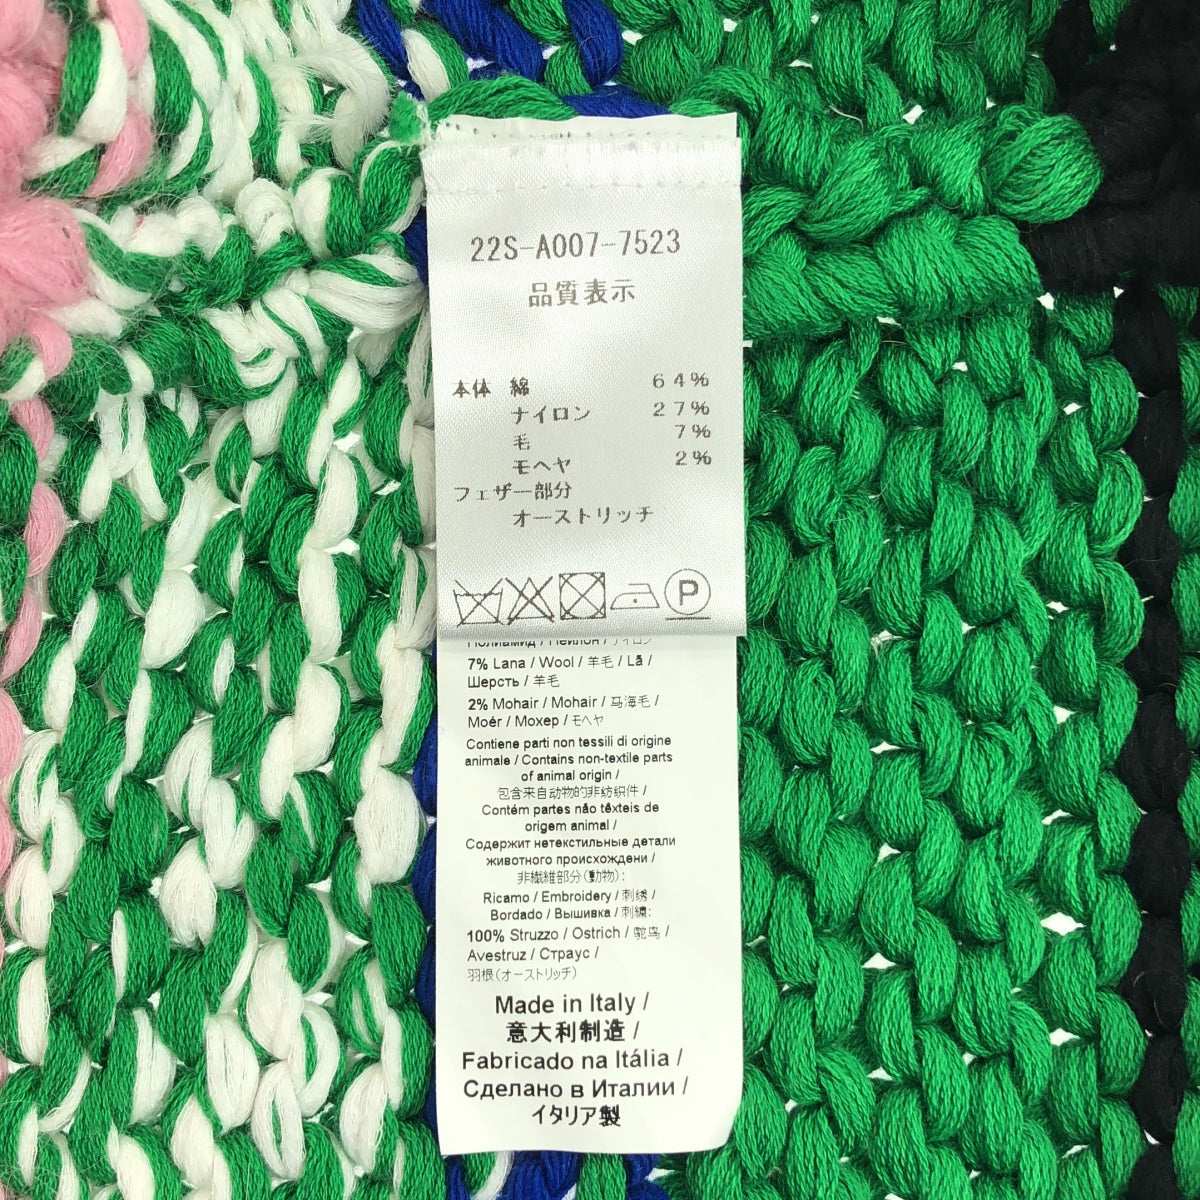 22S-A007-7523
品質表示
本体 綿 64%
ナイロン 27%
毛 7%
モヘヤ 2%
フェザー部分
オーストリッチ
P
Полиамид / Нейлон / ナイロン
7% Lana / Wool / 羊毛 / Lã /
Шерсть / 羊毛
2% Mohair / Mohair / 马海毛 /
Moér / Мохер / モヘヤ
Contiene parti non tessili di origine
animale / Contains non-textile parts
of animal origin /
包含来自动物的非纺织件 /
Contém partes não têxteis de
origem animal /
Содержит нетекстильные детали
животного происхождени /
非繊維部分(動物):
Ricamo / Embroidery / 刺绣 /
Bordado / Вышивка / 刺繍:
100% Struzzo / Ostrich / 鸵鸟 /
Avestruz / Страус /
羽根(オーストリッチ)
Made in Italy /
意大利制造 /
Fabricado na Itália /
Сделано в Италии /
イタリア製